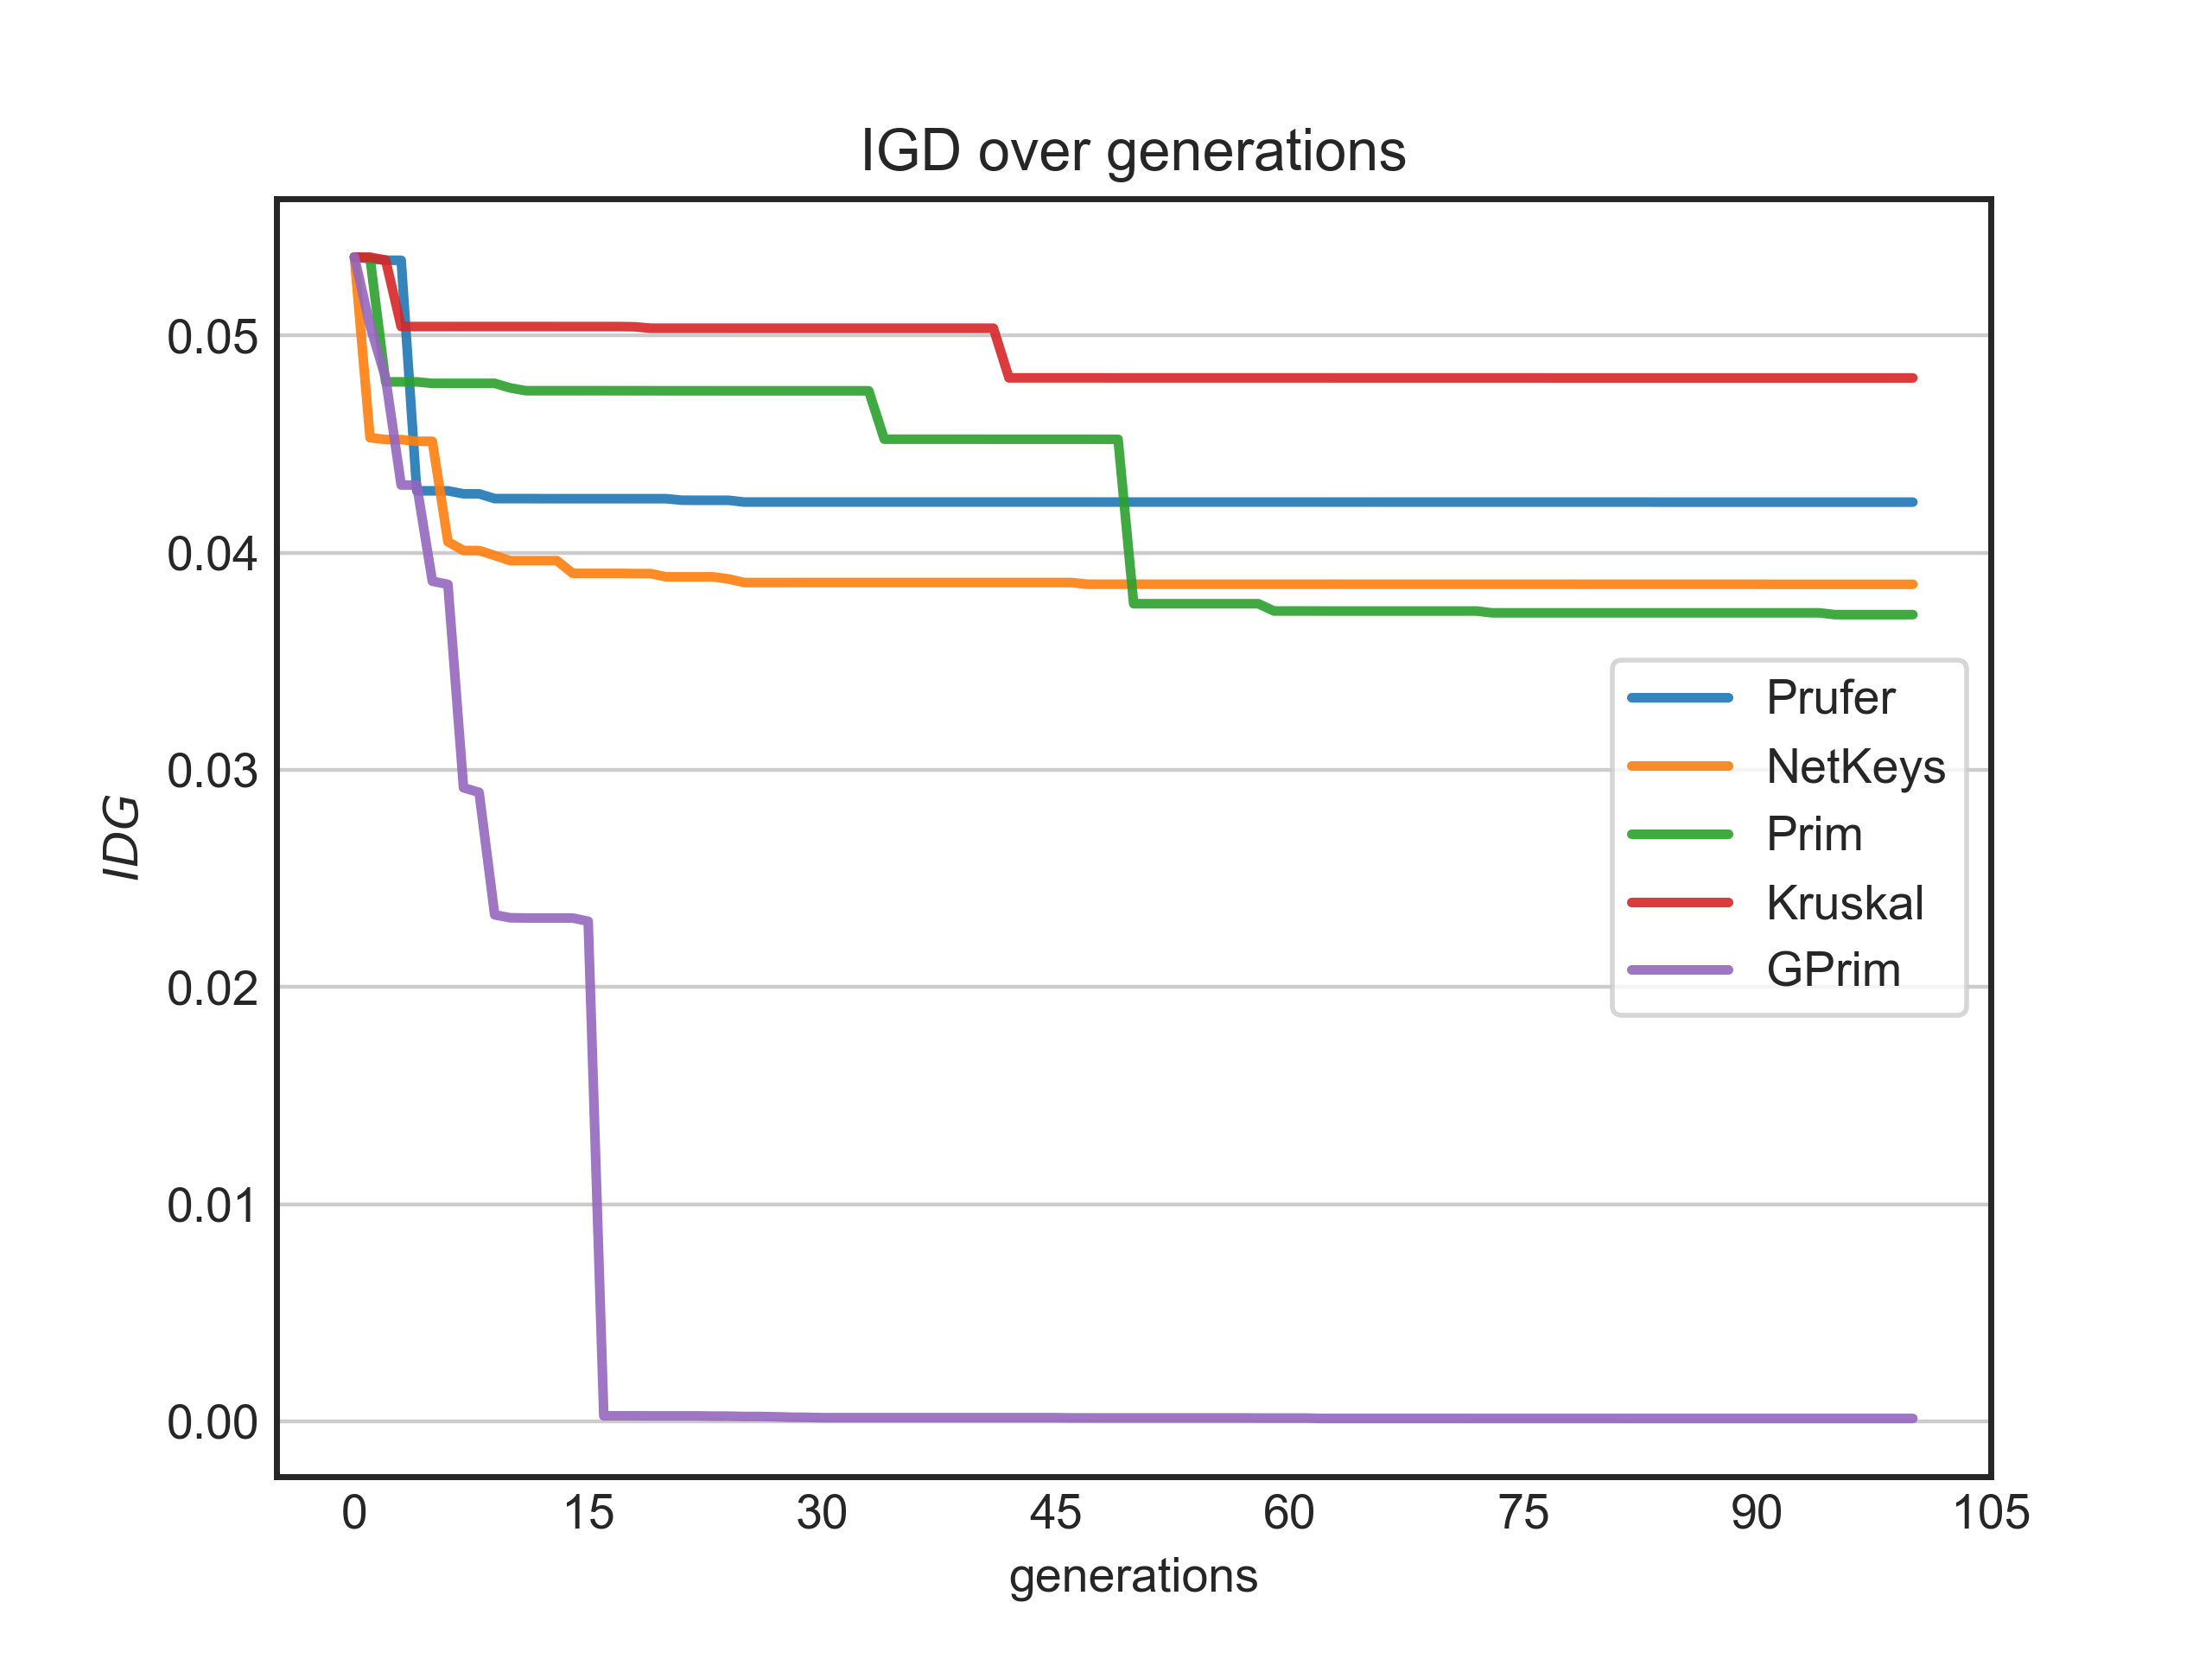 IGD over generations
IDG
0.05
0.04
0.03
0.02
0.01
0.00
Prufer
NetKeys
Prim
Kruskal
GPrim
0 15 30 45 60 75 90 105
generations